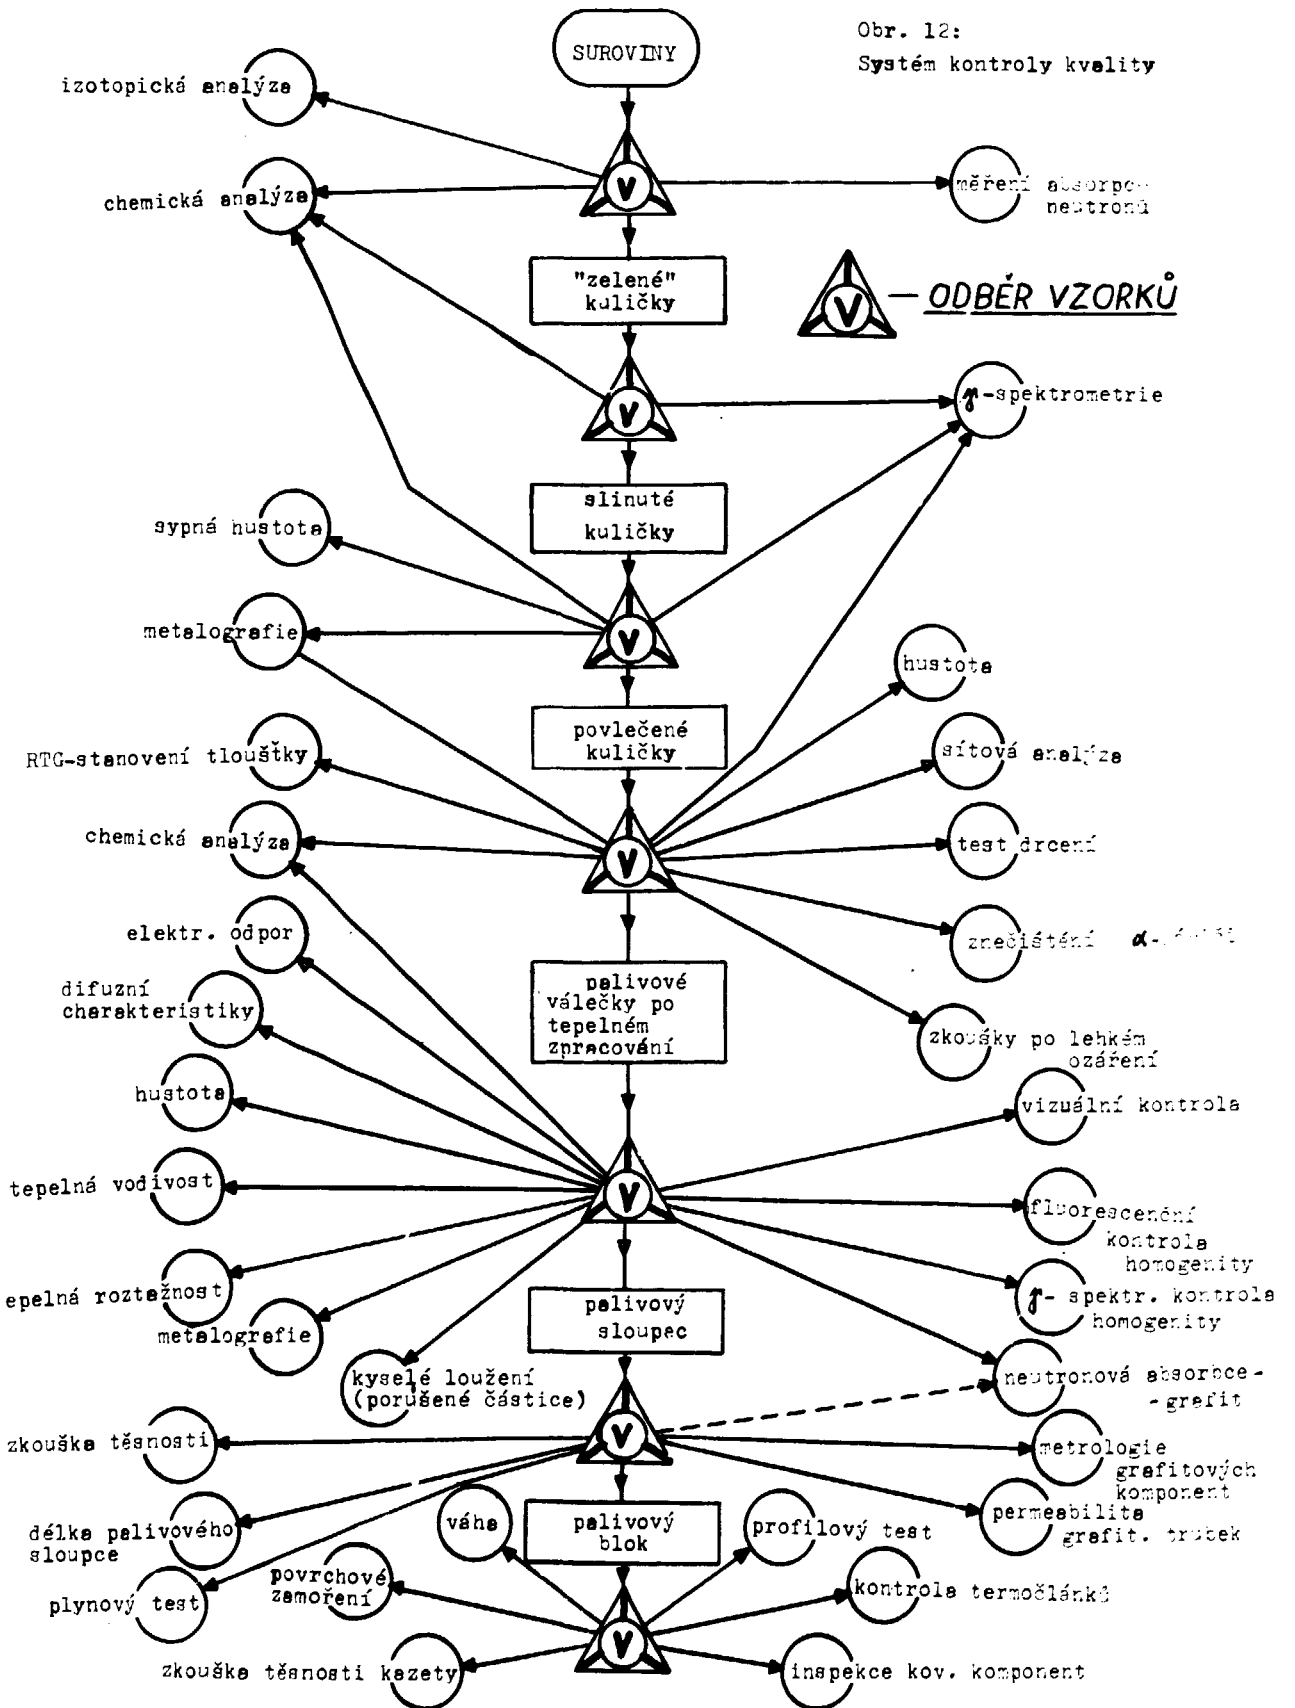 Obr. 12:
Systém kontroly kvality
SUROVINY
izotopická analýza
V
chemická analýza
měření
neutronů
"zelené"
kuličky
V
— ODBĚR VZORKŮ
V
γ-spektrometrie
slinuté
kuličky
sypná hustota
metalografie
V
hustota
povlečené
kuličky
RTG-stanovení tloušťky
sítová analýza
chemická analýza
V
test drcení
elektr. odpor
znečištění α-
palivové
válečky po
tepelném
zpracování
difuzní
charakteristiky
zkoušky po lehkém
ozáření
hustota
vizuální kontrola
tepelná vodivost
V
fluorescenční
kontrola
homogenity
epelná roztažnost
γ- spektr. kontrola
homogenity
palivový
sloupec
metalografie
kyselé loužení
(porušené částice)
neutronová absorbce-
-grafit
zkouška těsnosti
V
metrologie
grafitových
komponent
délka palivového
sloupce
váha
palivový
blok
profilový test
permeabilita
grafit. trubek
plynový test
povrchové
zamoření
kontrola termočlánků
V
zkouška těsnosti kazety
inspekce kov. komponent